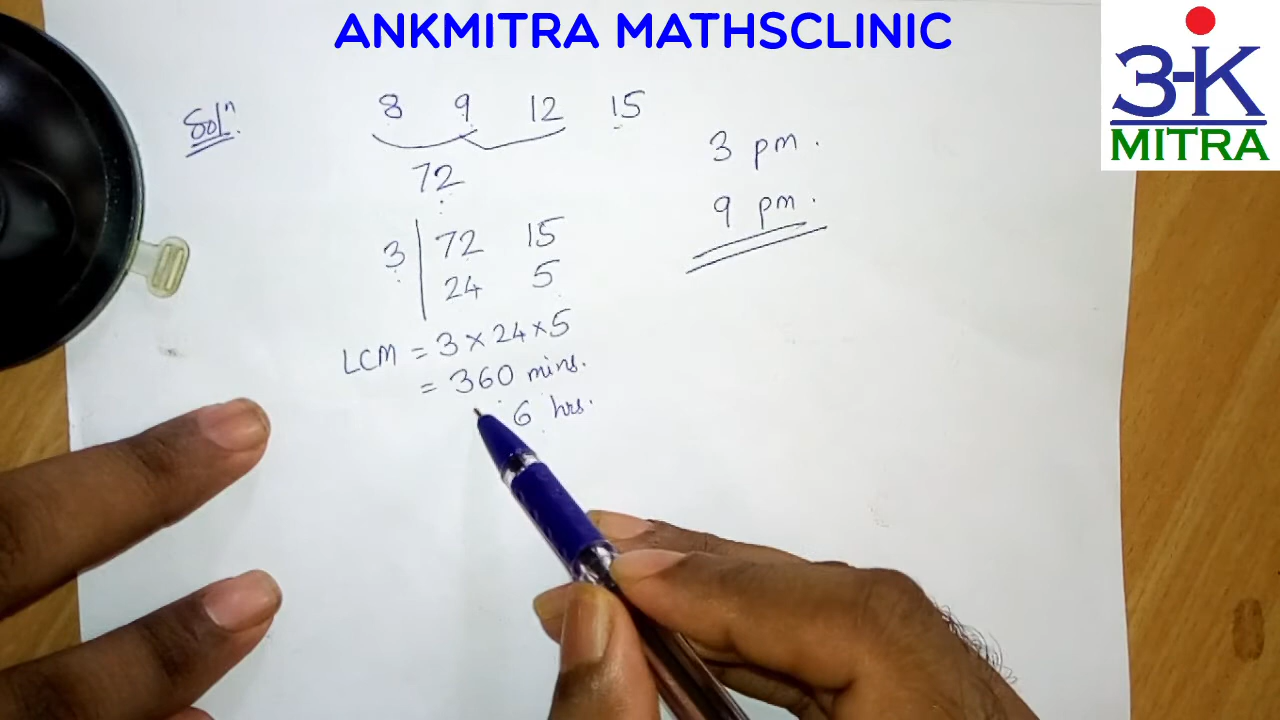 ANKMITRA MATHSCLINIC
3-K
MITRA
Solⁿ.
8 9 12 15
72
3 | 72 15
24 5
LCM = 3 × 24 × 5
= 360 mins.
6 hrs.
3 pm.
9 pm.